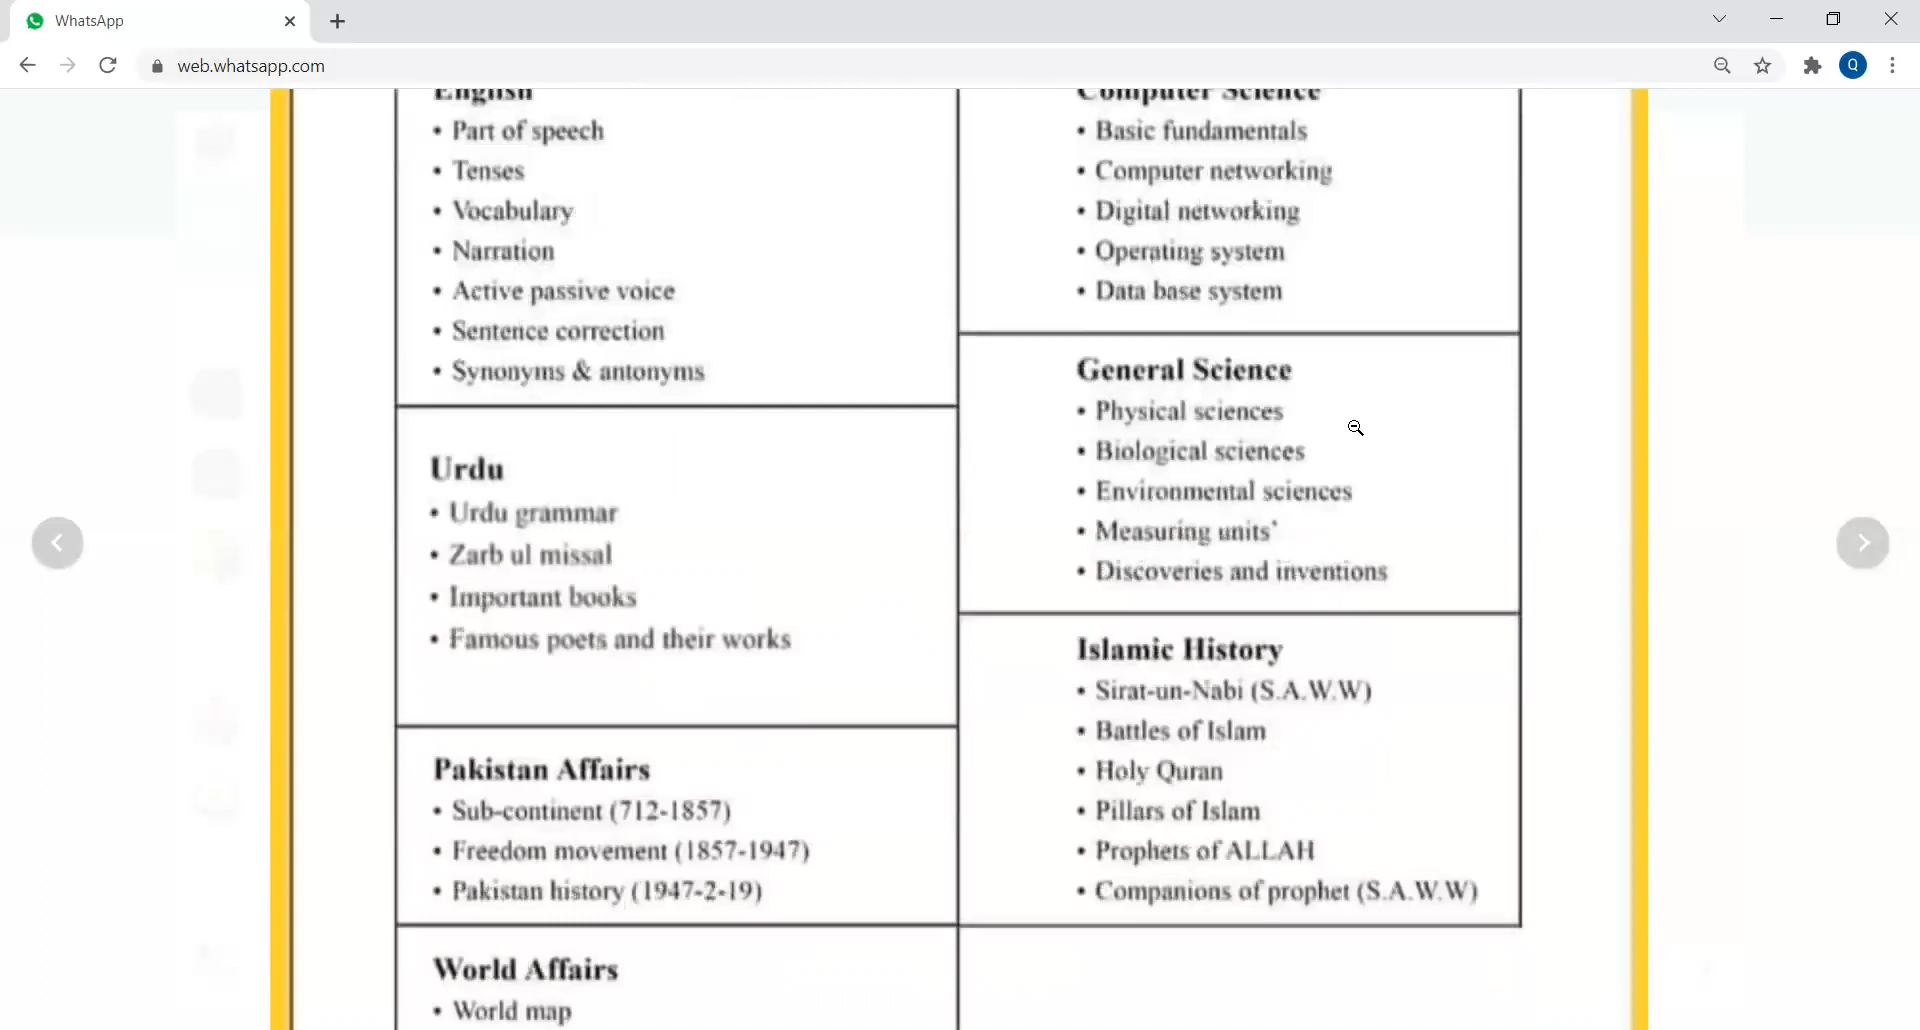 WhatsApp
web.whatsapp.com
Q
English
• Part of speech
• Tenses
• Vocabulary
• Narration
• Active passive voice
• Sentence correction
• Synonyms & antonyms
Urdu
• Urdu grammar
• Zarb ul missal
• Important books
• Famous poets and their works
Pakistan Affairs
• Sub-continent (712-1857)
• Freedom movement (1857-1947)
• Pakistan history (1947-2-19)
World Affairs
• World map
Computer Science
• Basic fundamentals
• Computer networking
• Digital networking
• Operating system
• Data base system
General Science
• Physical sciences
• Biological sciences
• Environmental sciences
• Measuring units’
• Discoveries and inventions
Islamic History
• Sirat-un-Nabi (S.A.W.W)
• Battles of Islam
• Holy Quran
• Pillars of Islam
• Prophets of ALLAH
• Companions of prophet (S.A.W.W)